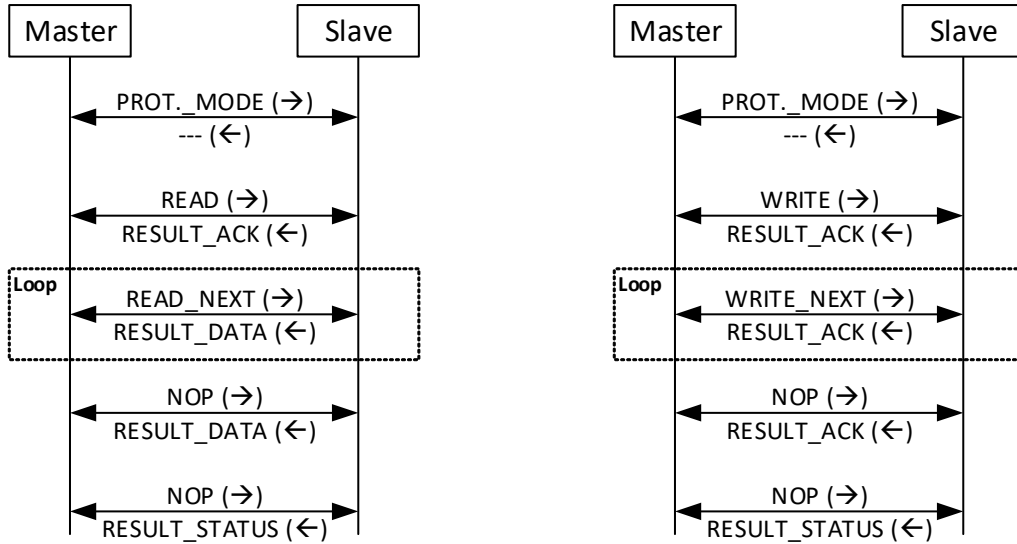 Master
Slave
PROT._MODE (→)
--- (←)
READ (→)
RESULT_ACK (←)
Loop
READ_NEXT (→)
RESULT_DATA (←)
NOP (→)
RESULT_DATA (←)
NOP (→)
RESULT_STATUS (←)
Master
Slave
PROT._MODE (→)
--- (←)
WRITE (→)
RESULT_ACK (←)
Loop
WRITE_NEXT (→)
RESULT_ACK (←)
NOP (→)
RESULT_ACK (←)
NOP (→)
RESULT_STATUS (←)